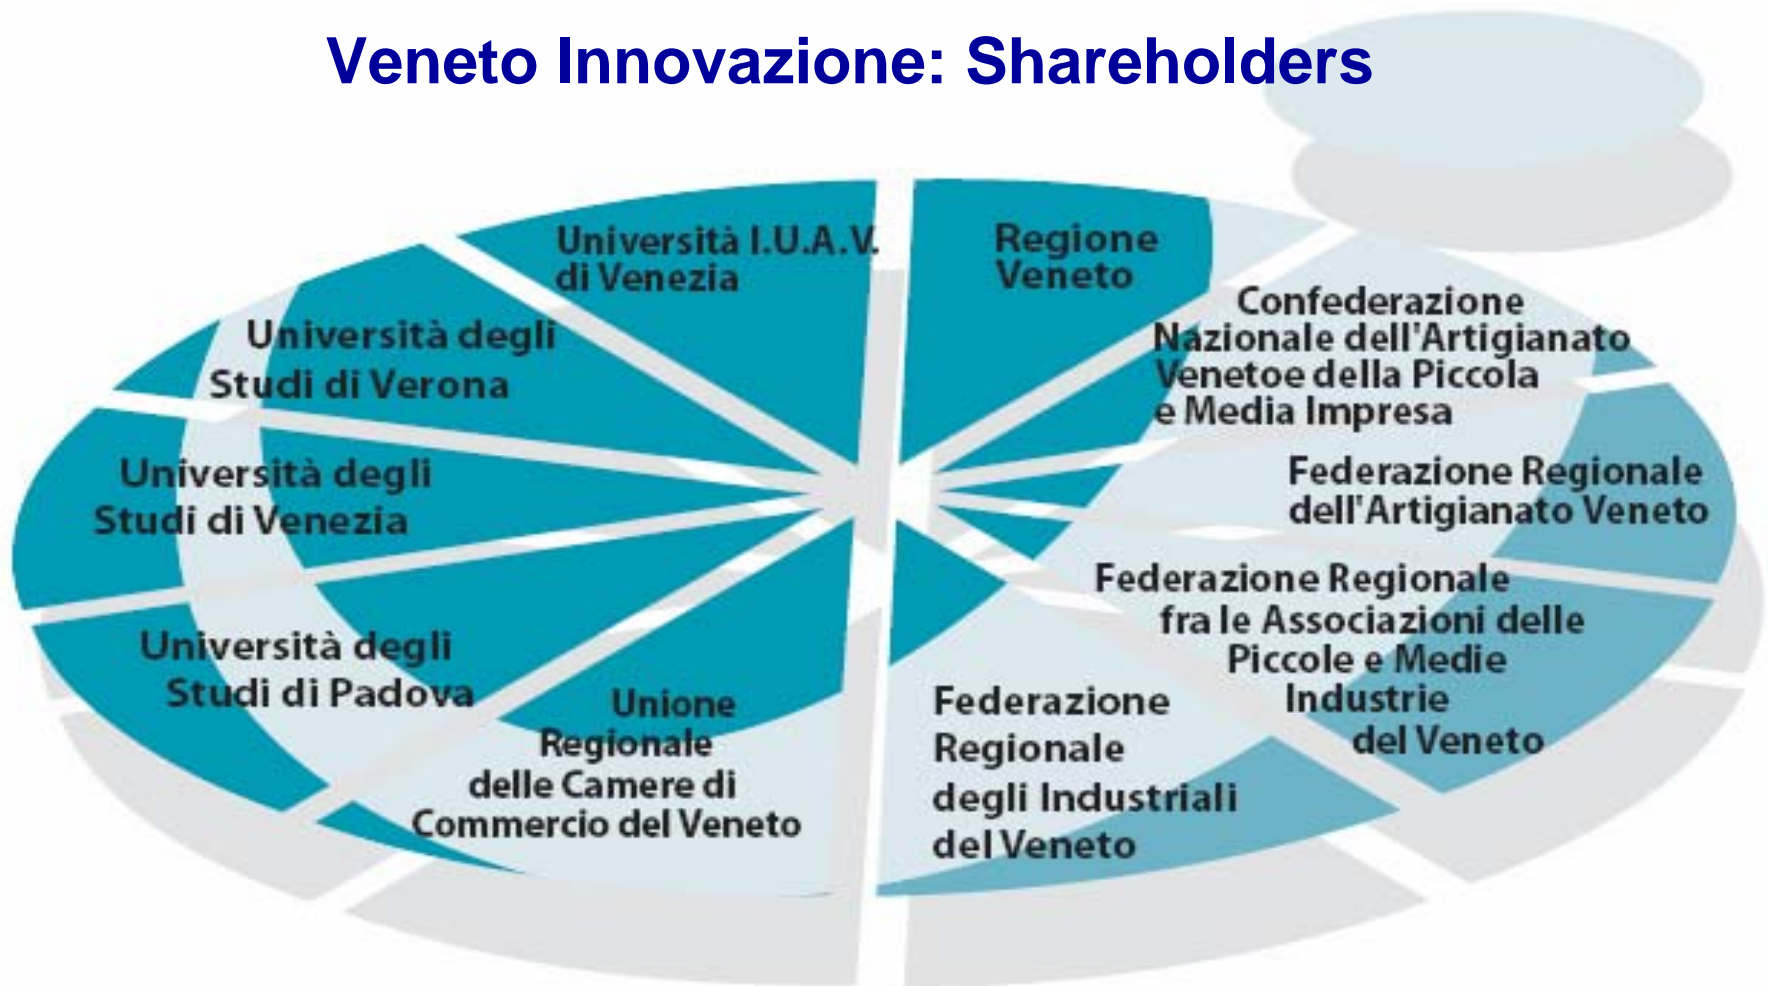 Veneto Innovazione: Shareholders
Università I.U.A.V.
di Venezia
Regione
Veneto
Confederazione
Nazionale dell'Artigianato
Venetoe della Piccola
e Media Impresa
Federazione Regionale
dell'Artigianato Veneto
Federazione Regionale
fra le Associazioni delle
Piccole e Medie
Industrie
del Veneto
Federazione
Regionale
degli Industriali
del Veneto
Unione
Regionale
delle Camere di
Commercio del Veneto
Università degli
Studi di Padova
Università degli
Studi di Venezia
Università degli
Studi di Verona